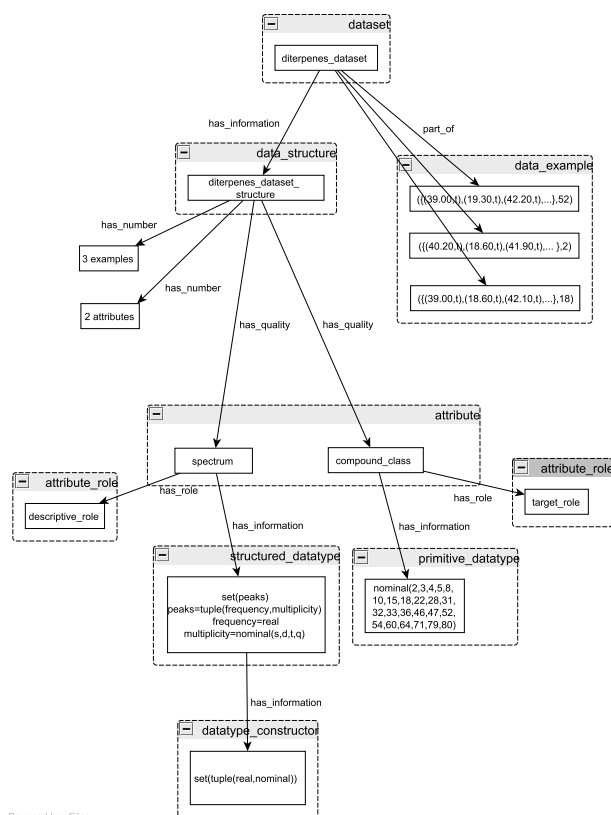 dataset
diterpenes_dataset
has_information
part_of
data_structure
data_example
diterpenes_dataset_
structure
({(39.00,t),(19.30,t),(42.20,t),...},52)
has_number
3 examples
({(40.20,t),(18.60,t),(41.90,t),... },2)
has_number
2 attributes
({(39.00,t),(18.60,t),(42.10,t),...},18)
has_quality
has_quality
attribute
spectrum
compound_class
attribute_role
attribute_role
has_role
has_role
descriptive_role
target_role
has_information
has_information
structured_datatype
primitive_datatype
set(peaks)
peaks=tuple(frequency,multiplicity)
frequency=real
multiplicity=nominal(s,d,t,q)
nominal(2,3,4,5,8,
10,15,18,22,28,31,
32,33,36,46,47,52,
54,60,64,71,79,80)
has_information
datatype_constructor
set(tuple(real,nominal))